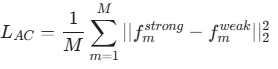 $L_{AC} = \frac{1}{M} \sum_{m=1}^{M} ||f_m^{strong} - f_m^{weak}||_2^2$